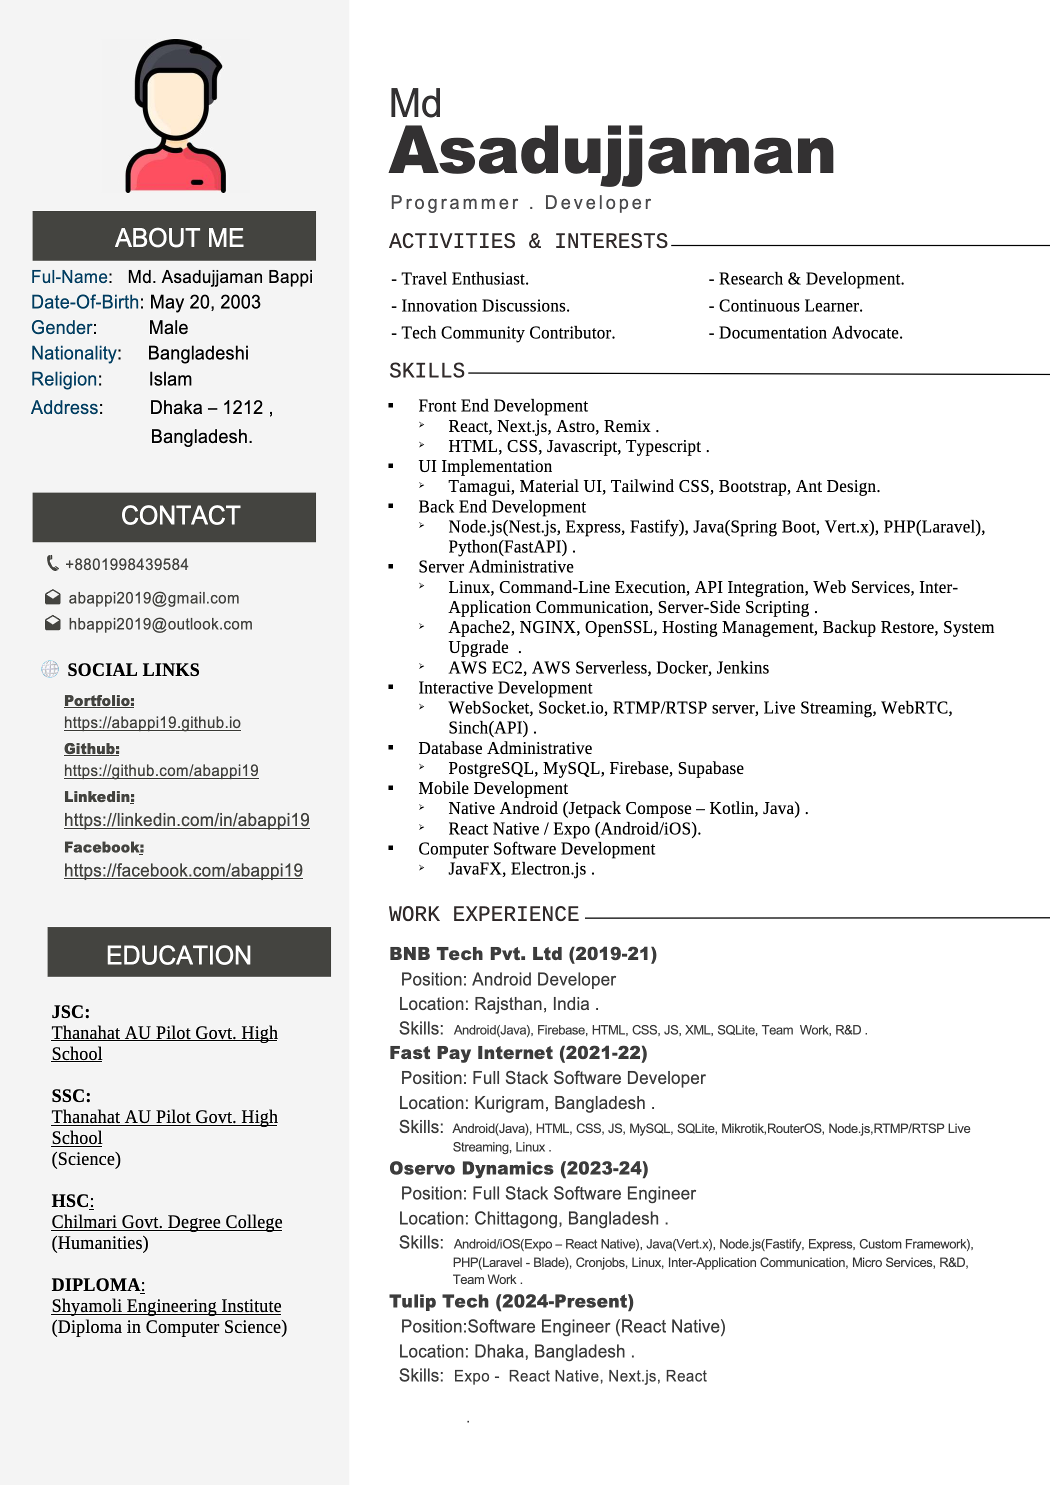 ABOUT ME
Ful-Name: Md. Asadujjaman Bappi
Date-Of-Birth: May 20, 2003
Gender: Male
Nationality: Bangladeshi
Religion: Islam
Address: Dhaka – 1212 ,
Bangladesh.
CONTACT
+8801998439584
abappi2019@gmail.com
hbappi2019@outlook.com
SOCIAL LINKS
Portfolio:
https://abappi19.github.io
Github:
https://github.com/abappi19
Linkedin:
https://linkedin.com/in/abappi19
Facebook:
https://facebook.com/abappi19
EDUCATION
JSC:
Thanahat AU Pilot Govt. High
School
SSC:
Thanahat AU Pilot Govt. High
School
(Science)
HSC:
Chilmari Govt. Degree College
(Humanities)
DIPLOMA:
Shyamoli Engineering Institute
(Diploma in Computer Science)
Md
Asadujjaman
Programmer . Developer
ACTIVITIES & INTERESTS
- Travel Enthusiast.
- Innovation Discussions.
- Tech Community Contributor.
- Research & Development.
- Continuous Learner.
- Documentation Advocate.
SKILLS
▪ Front End Development
➢ React, Next.js, Astro, Remix .
➢ HTML, CSS, Javascript, Typescript .
▪ UI Implementation
➢ Tamagui, Material UI, Tailwind CSS, Bootstrap, Ant Design.
▪ Back End Development
➢ Node.js(Nest.js, Express, Fastify), Java(Spring Boot, Vert.x), PHP(Laravel),
Python(FastAPI) .
▪ Server Administrative
➢ Linux, Command-Line Execution, API Integration, Web Services, Inter-
Application Communication, Server-Side Scripting .
➢ Apache2, NGINX, OpenSSL, Hosting Management, Backup Restore, System
Upgrade .
➢ AWS EC2, AWS Serverless, Docker, Jenkins
▪ Interactive Development
➢ WebSocket, Socket.io, RTMP/RTSP server, Live Streaming, WebRTC,
Sinch(API) .
▪ Database Administrative
➢ PostgreSQL, MySQL, Firebase, Supabase
▪ Mobile Development
➢ Native Android (Jetpack Compose – Kotlin, Java) .
➢ React Native / Expo (Android/iOS).
▪ Computer Software Development
➢ JavaFX, Electron.js .
WORK EXPERIENCE
BNB Tech Pvt. Ltd (2019-21)
Position: Android Developer
Location: Rajsthan, India .
Skills: Android(Java), Firebase, HTML, CSS, JS, XML, SQLite, Team Work, R&D .
Fast Pay Internet (2021-22)
Position: Full Stack Software Developer
Location: Kurigram, Bangladesh .
Skills: Android(Java), HTML, CSS, JS, MySQL, SQLite, Mikrotik,RouterOS, Node.js,RTMP/RTSP Live
Streaming, Linux .
Oservo Dynamics (2023-24)
Position: Full Stack Software Engineer
Location: Chittagong, Bangladesh .
Skills: Android/iOS(Expo – React Native), Java(Vert.x), Node.js(Fastify, Express, Custom Framework),
PHP(Laravel - Blade), Cronjobs, Linux, Inter-Application Communication, Micro Services, R&D,
Team Work .
Tulip Tech (2024-Present)
Position:Software Engineer (React Native)
Location: Dhaka, Bangladesh .
Skills: Expo - React Native, Next.js, React
.